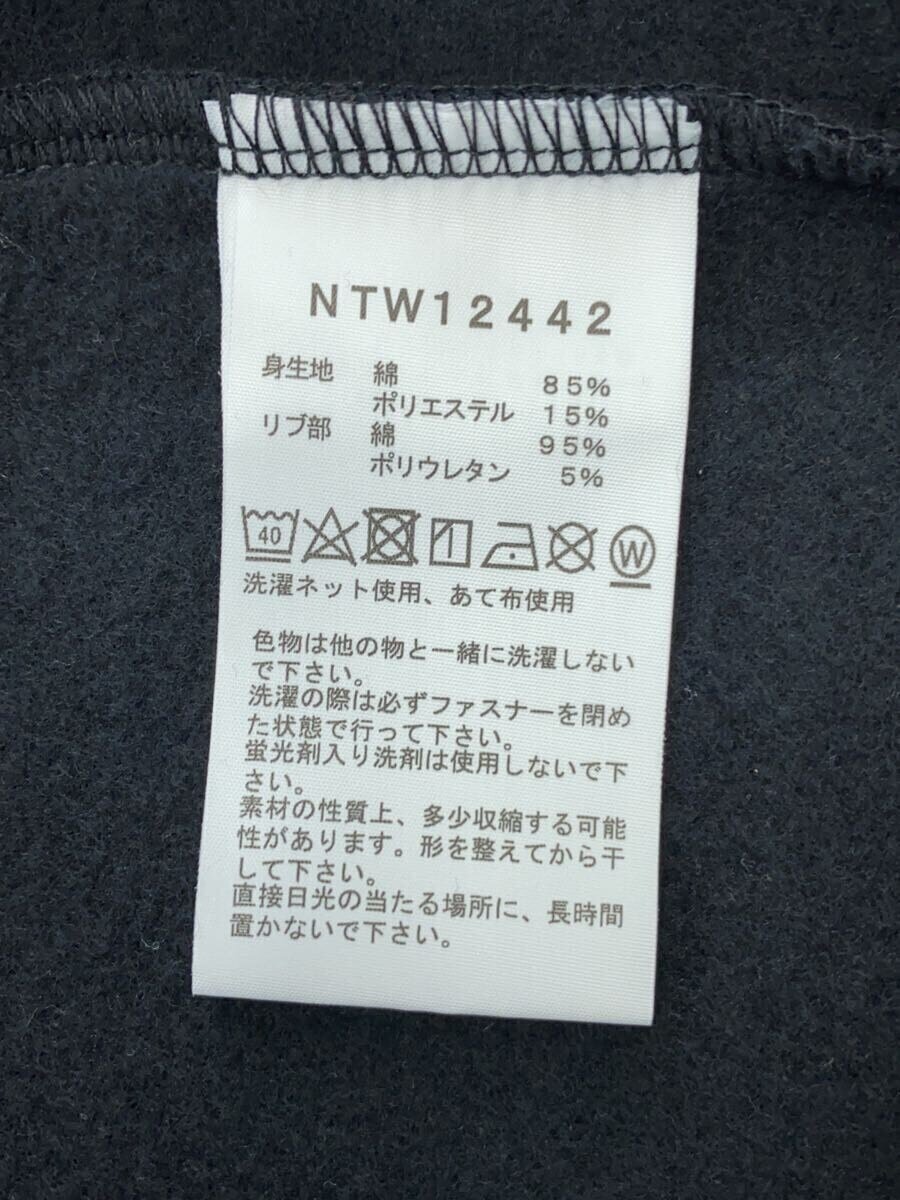 NTW12442
身生地 綿 85%
ポリエステル 15%
リブ部 綿 95%
ポリウレタン 5%
40 W
洗濯ネット使用、あて布使用
色物は他の物と一緒に洗濯しない
で下さい。
洗濯の際は必ずファスナーを閉め
た状態で行って下さい。
蛍光剤入り洗剤は使用しないで下
さい。
素材の性質上、多少収縮する可能
性があります。形を整えてから干
して下さい。
直接日光の当たる場所に、長時間
置かないで下さい。